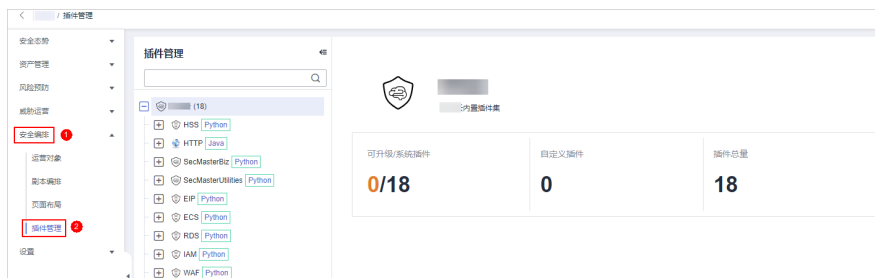 / 插件管理
安全态势
资产管理
风险预防
威胁运营
安全编排 1
运营对象
剧本编排
页面布局
插件管理 2
设置
插件管理
(18)
HSS Python
HTTP Java
SecMasterBiz Python
SecMasterUtilities Python
EIP Python
ECS Python
RDS Python
IAM Python
WAF Python
内置插件集
可升级/系统插件
0/18
自定义插件
0
插件总量
18